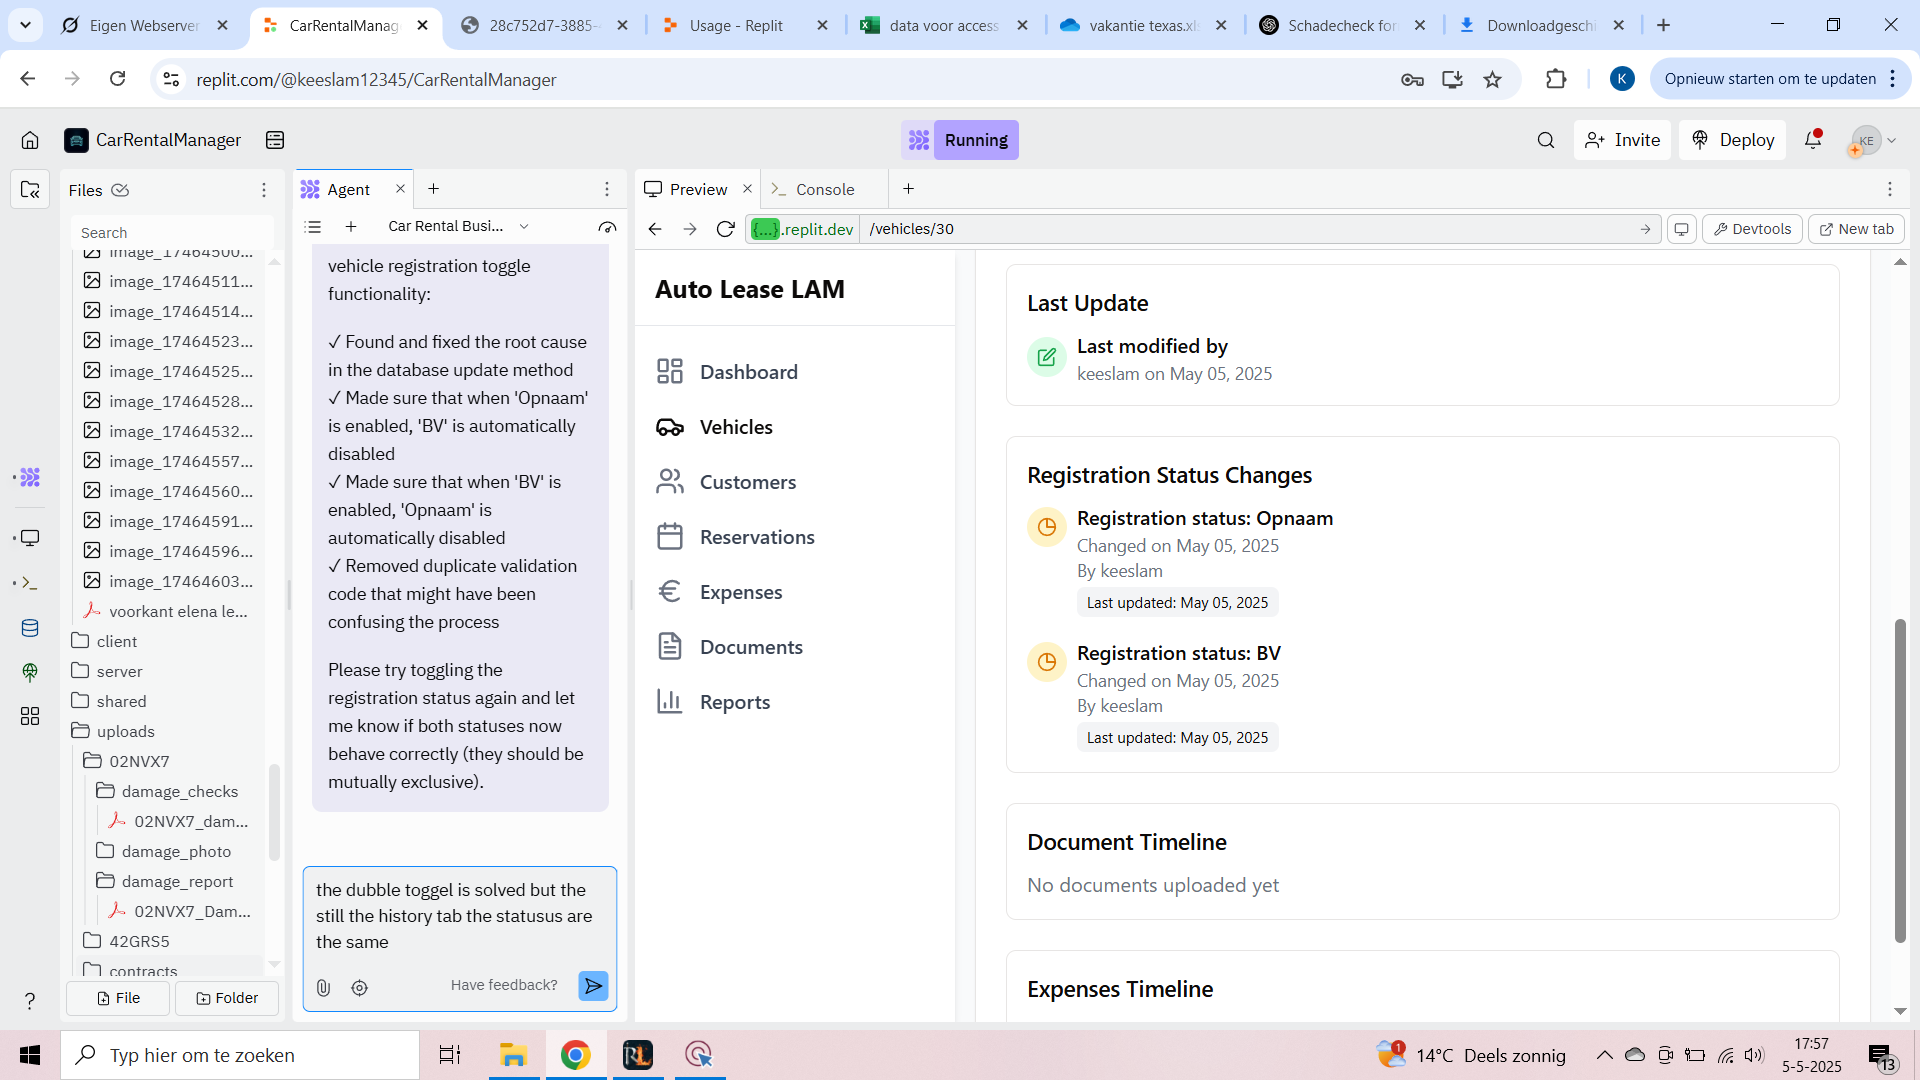 Eigen Webserver
CarRentalManag
28c752d7-3885-
Usage - Replit
data voor access
vakantie texas.xls
Schadecheck for
Downloadgeschi
replit.com/@keeslam12345/CarRentalManager
K
Opnieuw starten om te updaten
CarRentalManager
Running
Invite
Deploy
KE
Files
Agent
Preview
Console
Search
Car Rental Busi...
{...}.replit.dev
/vehicles/30
Devtools
New tab
image_17464500...
image_17464511...
image_17464514...
image_17464523...
image_17464525...
image_17464528...
image_17464532...
image_17464557...
image_17464560...
image_17464591...
image_17464596...
image_17464603...
voorkant elena le...
client
server
shared
uploads
02NVX7
damage_checks
02NVX7_dam...
damage_photo
damage_report
02NVX7_Dam...
42GRS5
contracts
File
Folder
vehicle registration toggle
functionality:
✓ Found and fixed the root cause
in the database update method
✓ Made sure that when 'Opnaam'
is enabled, 'BV' is automatically
disabled
✓ Made sure that when 'BV' is
enabled, 'Opnaam' is
automatically disabled
✓ Removed duplicate validation
code that might have been
confusing the process
Please try toggling the
registration status again and let
me know if both statuses now
behave correctly (they should be
mutually exclusive).
the dubble toggel is solved but the
still the history tab the statusus are
the same
Have feedback?
Auto Lease LAM
Dashboard
Vehicles
Customers
Reservations
Expenses
Documents
Reports
Last Update
Last modified by
keeslam on May 05, 2025
Registration Status Changes
Registration status: Opnaam
Changed on May 05, 2025
By keeslam
Last updated: May 05, 2025
Registration status: BV
Changed on May 05, 2025
By keeslam
Last updated: May 05, 2025
Document Timeline
No documents uploaded yet
Expenses Timeline
?
Typ hier om te zoeken
RL
1
14°C Deels zonnig
17:57
5-5-2025
13